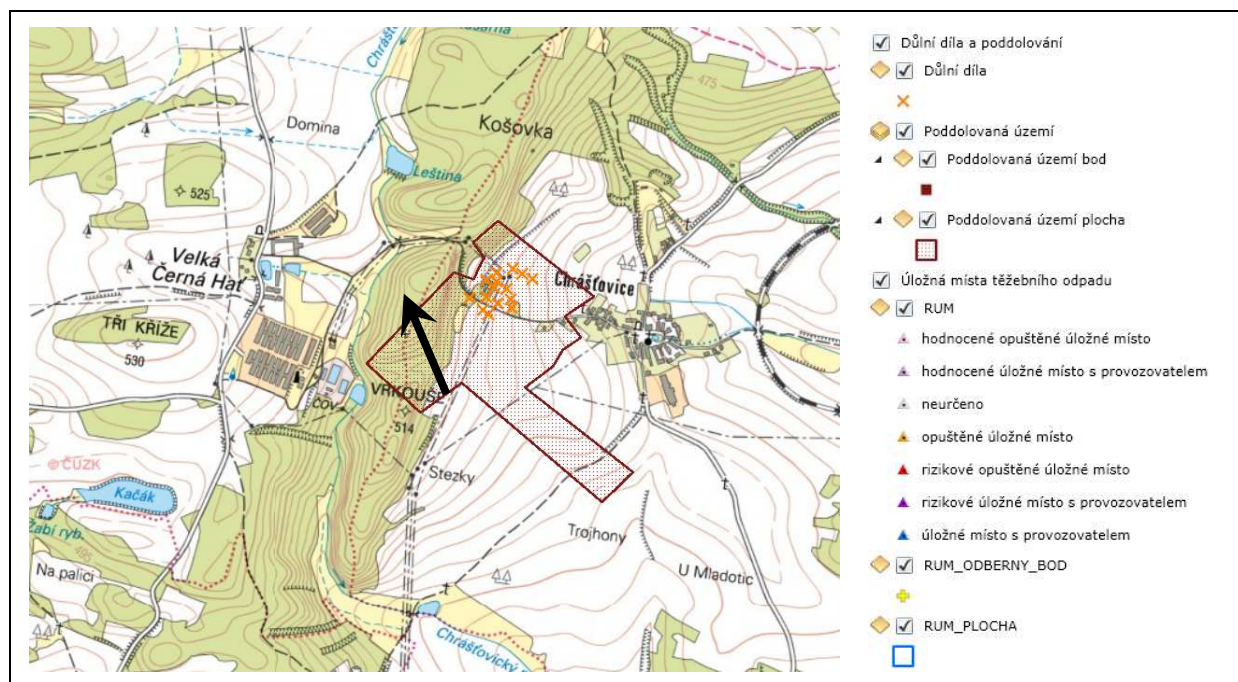 Košovka
475
Domina
Leština
525
Velká
Černá Hať
Chrášťovice
TŘI KŘÍŽE
530
VRKOUŠE
ČOV
514
© ČÚZK
Stezky
Kačák
Žabí ryb.
495
Trojhony
Na palici
U Mladotic
Chrášťovický
Důlní díla a poddolování
Důlní díla
Poddolovaná území
Poddolovaná území bod
Poddolovaná území plocha
Úložná místa těžebního odpadu
RUM
hodnocené opuštěné úložné místo
hodnocené úložné místo s provozovatelem
neurčeno
opuštěné úložné místo
rizikové opuštěné úložné místo
rizikové úložné místo s provozovatelem
úložné místo s provozovatelem
RUM_ODBERNY_BOD
RUM_PLOCHA